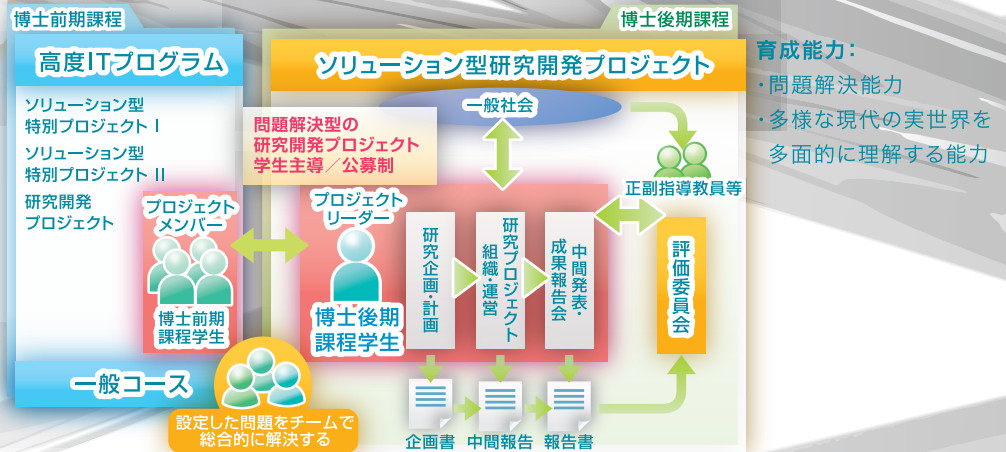 博士前期課程
高度ITプログラム
ソリューション型
特別プロジェクト I
ソリューション型
特別プロジェクト II
研究開発
プロジェクト
プロジェクト
メンバー
博士前期
課程学生
一般コース
設定した問題をチームで
総合的に解決する
博士後期課程
ソリューション型研究開発プロジェクト
一般社会
問題解決型の
研究開発プロジェクト
学生主導／公募制
プロジェクト
リーダー
博士後期
課程学生
研究企画・計画
研究プロジェクト
組織・運営
中間発表・
成果報告会
正副指導教員等
評価委員会
企画書
中間報告
報告書
育成能力：
・問題解決能力
・多様な現代の実世界を
多面的に理解する能力